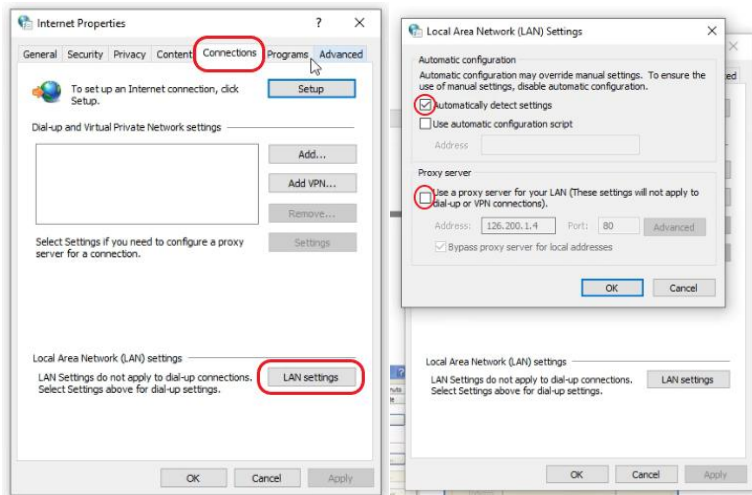 Internet Properties
General Security Privacy Content Connections Programs Advanced
To set up an Internet connection, click
Setup.
Setup
Dial-up and Virtual Private Network settings
Add...
Add VPN...
Remove...
Select Settings if you need to configure a proxy
server for a connection.
Settings
Local Area Network (LAN) settings
LAN Settings do not apply to dial-up connections.
Select Settings above for dial-up settings.
LAN settings
OK Cancel Apply
Local Area Network (LAN) Settings
Automatic configuration
Automatic configuration may override manual settings. To ensure the
use of manual settings, disable automatic configuration.
Automatically detect settings
Use automatic configuration script
Address
Proxy server
Use a proxy server for your LAN (These settings will not apply to
dial-up or VPN connections).
Address: 126.200.1.4 Port: 80 Advanced
Bypass proxy server for local addresses
OK Cancel
Local Area Network (LAN) settings
LAN Settings do not apply to dial-up connections.
Select Settings above for dial-up settings.
LAN settings
OK Cancel Apply